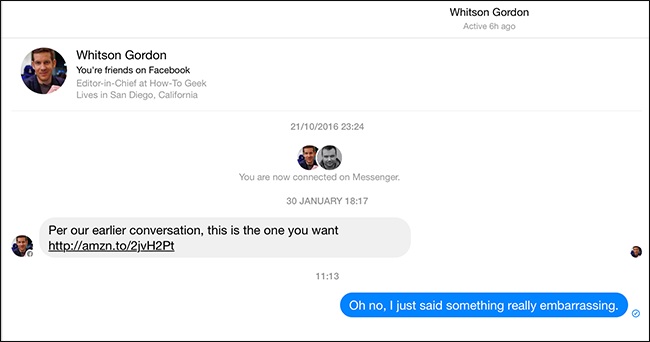 Whitson Gordon
Active 6h ago
Whitson Gordon
You're friends on Facebook
Editor-in-Chief at How-To Geek
Lives in San Diego, California
21/10/2016 23:24
You are now connected on Messenger.
30 JANUARY 18:17
Per our earlier conversation, this is the one you want
http://amzn.to/2jvH2Pt
11:13
Oh no, I just said something really embarrassing.